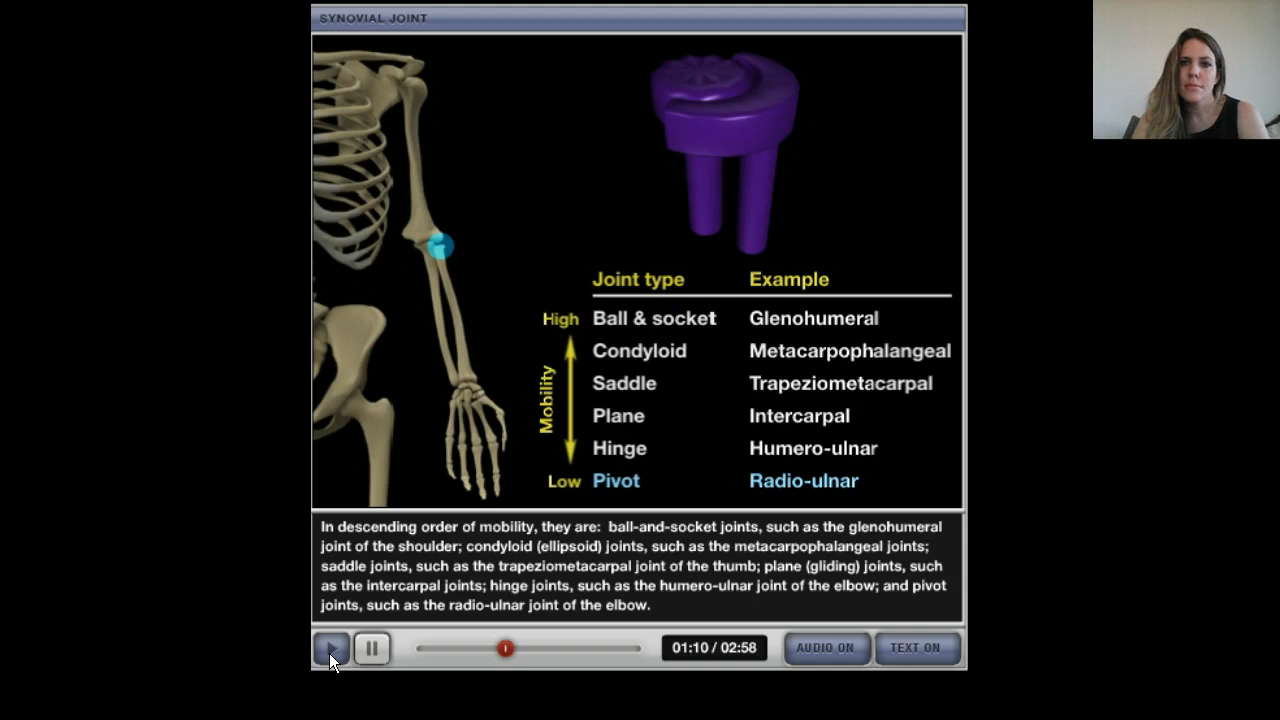 SYNOVIAL JOINT
Joint type Example
High Ball & socket Glenohumeral
Condyloid Metacarpophalangeal
Saddle Trapeziometacarpal
Mobility
Plane Intercarpal
Hinge Humero-ulnar
Low Pivot Radio-ulnar
In descending order of mobility, they are: ball-and-socket joints, such as the glenohumeral
joint of the shoulder; condyloid (ellipsoid) joints, such as the metacarpophalangeal joints;
saddle joints, such as the trapeziometacarpal joint of the thumb; plane (gliding) joints, such
as the intercarpal joints; hinge joints, such as the humero-ulnar joint of the elbow; and pivot
joints, such as the radio-ulnar joint of the elbow.
01:10 / 02:58 AUDIO ON TEXT ON